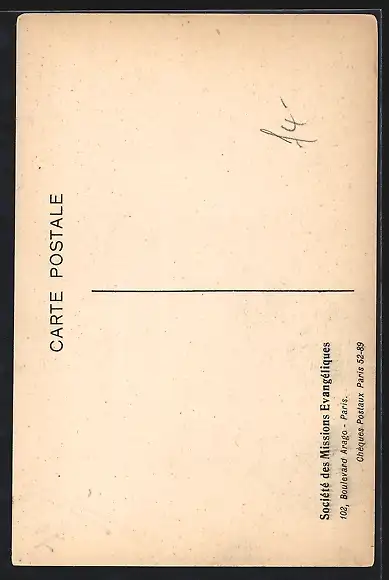 CARTE POSTALE
14.-
Société des Missions Evangéliques
102, Boulevard Arago - Paris.
Chèques Postaux Paris 52-89